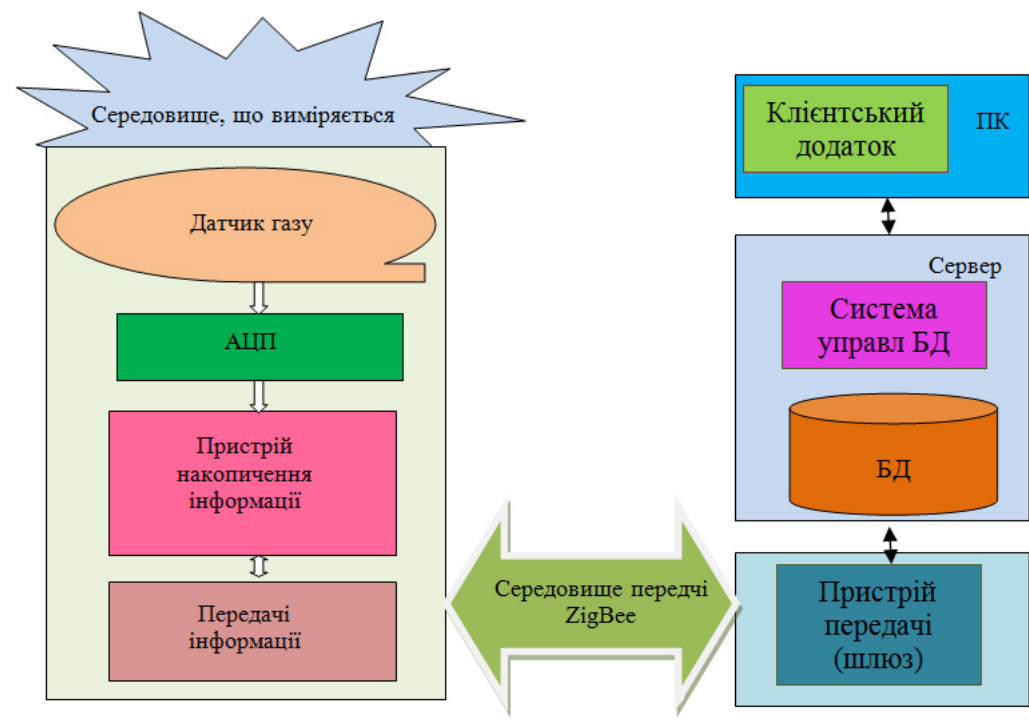 Середовище, що виміряється
Датчик газу
АЦП
Пристрій
накопичення
інформації
Передачі
інформації
Середовище передчі
ZigBee
Клієнтський
додаток
ПК
Сервер
Система
управл БД
БД
Пристрій
передачі
(шлюз)